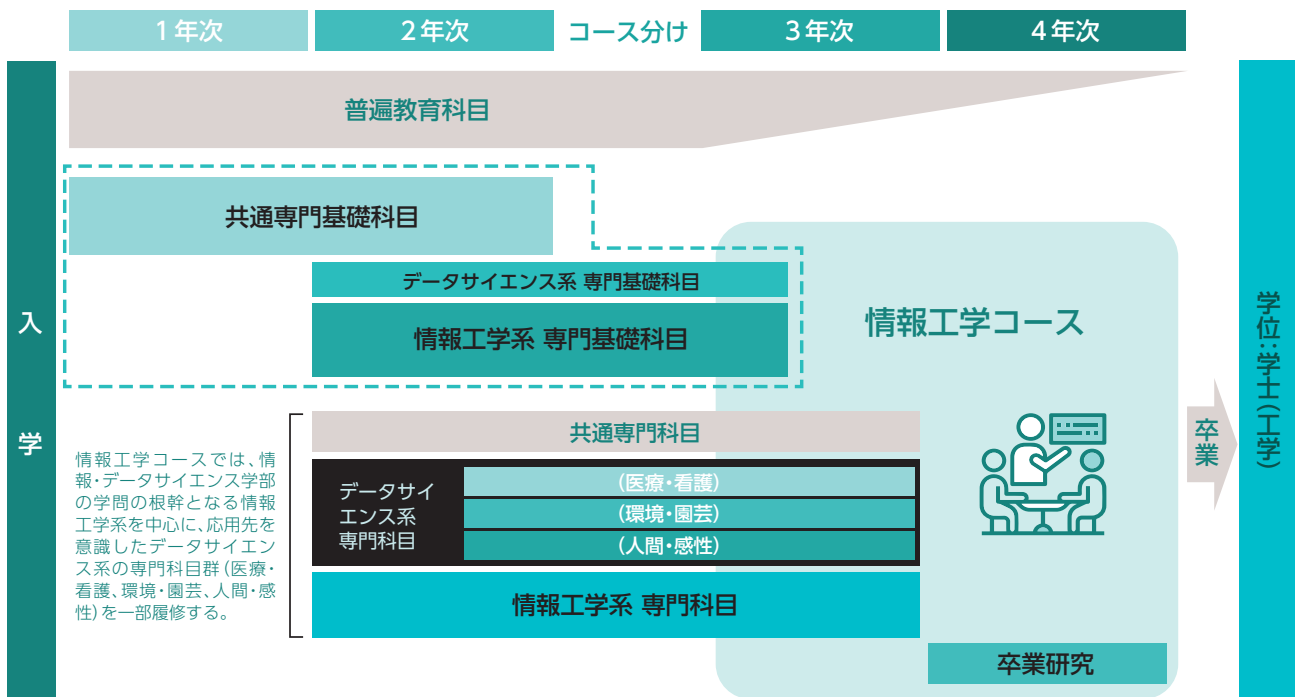 1年次
2年次
コース分け
3年次
4年次
入学
普遍教育科目
共通専門基礎科目
データサイエンス系 専門基礎科目
情報工学系 専門基礎科目
情報工学コース
情報工学コースでは、情
報・データサイエンス学部
の学問の根幹となる情報
工学系を中心に、応用先を
意識したデータサイエン
ス系の専門科目群(医療・
看護、環境・園芸、人間・感
性)を一部履修する。
共通専門科目
データサイ
エンス系
専門科目
(医療・看護)
(環境・園芸)
(人間・感性)
情報工学系 専門科目
卒業研究
卒業
学位:学士(工学)